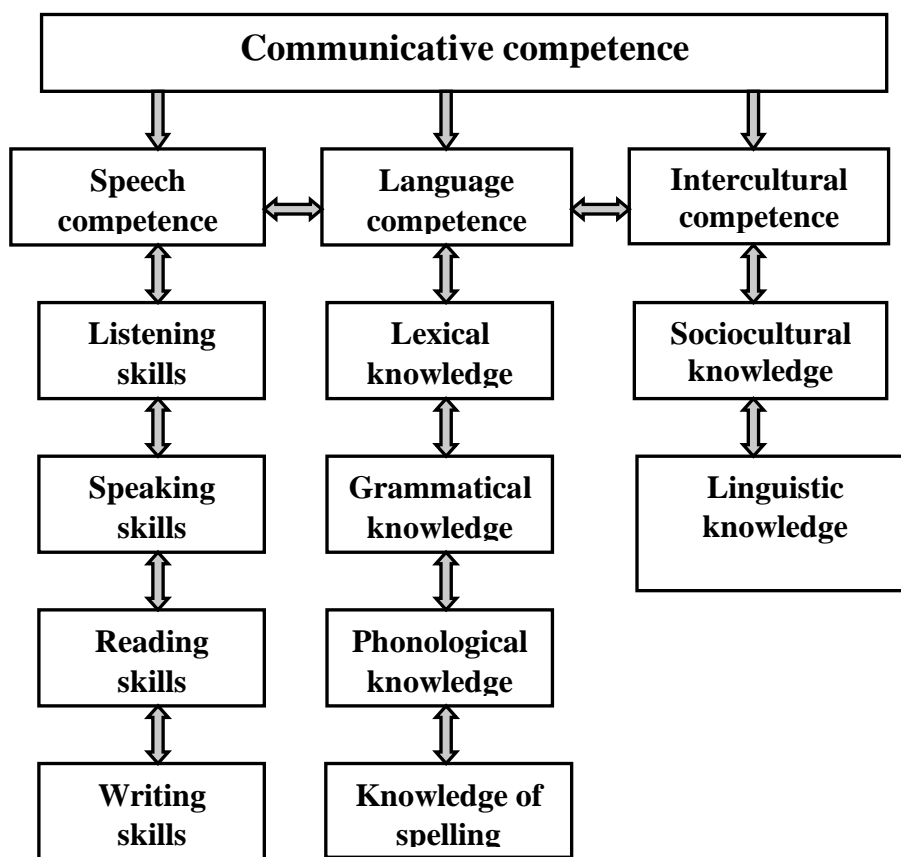 Communicative competence
Speech
competence
Language
competence
Intercultural
competence
Listening
skills
Lexical
knowledge
Sociocultural
knowledge
Speaking
skills
Grammatical
knowledge
Linguistic
knowledge
Reading
skills
Phonological
knowledge
Writing
skills
Knowledge of
spelling